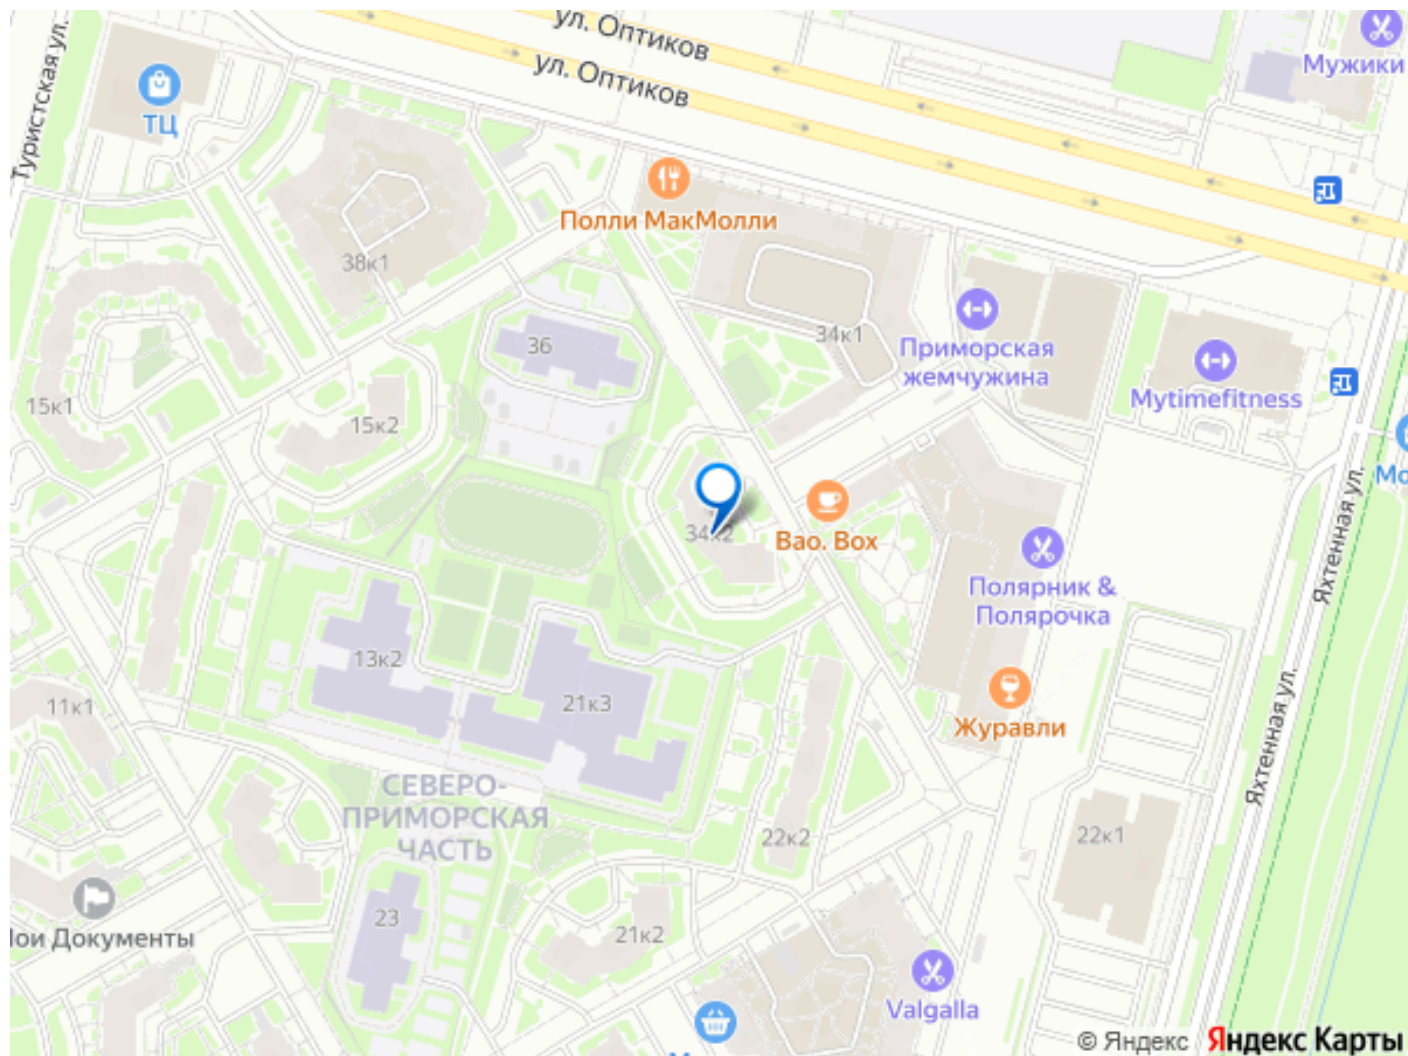 ул. Оптиков
ул. Оптиков
Туристская ул.
ТЦ
Мужики
Полли МакМолли
38к1
34к1
36
Приморская
жемчужина
Mytimefitness
15к1
15к2
34к2
Bao. Box
Полярник &
Полярочка
Яхтенная ул.
13к2
21к3
11к1
Журавли
Яхтенная ул.
СЕВЕРО-
ПРИМОРСКАЯ
ЧАСТЬ
22к2
22к1
23
21к2
Документы
Valgalla
© Яндекс Яндекс Карты